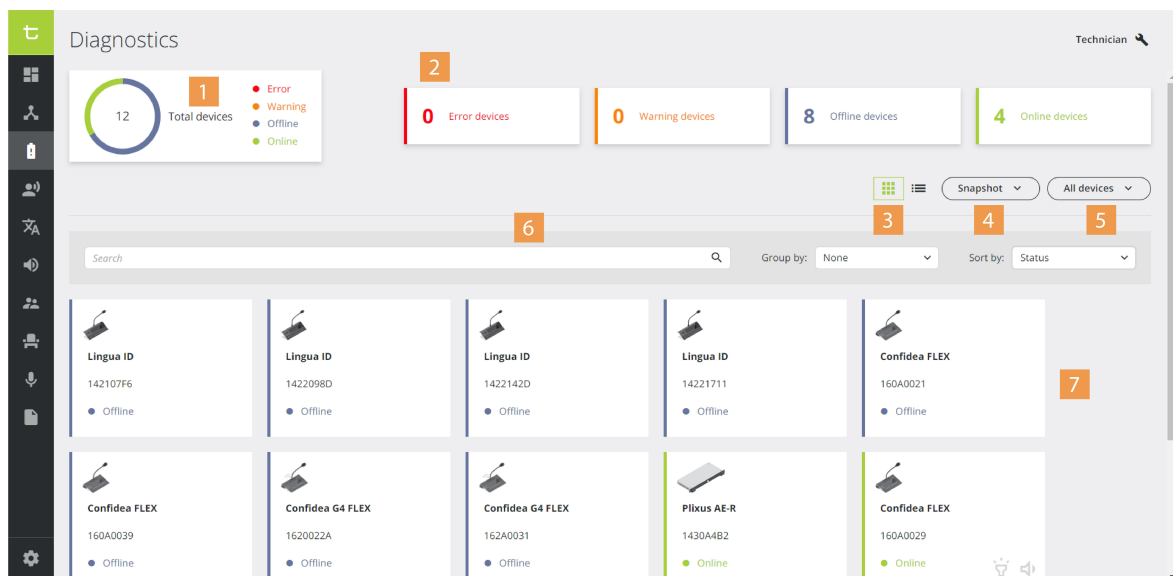 Diagnostics
Technician
12
1
Total devices
Error
Warning
Offline
Online
2
0 Error devices
0 Warning devices
8 Offline devices
4 Online devices
Snapshot
All devices
3
4
5
6
Search
Group by: None
Sort by: Status
Lingua ID
142107F6
Offline
Lingua ID
1422098D
Offline
Lingua ID
1422142D
Offline
Lingua ID
14221711
Offline
Confidea FLEX
160A0021
Offline
7
Confidea FLEX
160A0039
Offline
Confidea G4 FLEX
1620022A
Offline
Confidea G4 FLEX
162A0031
Offline
Plixus AE-R
1430A4B2
Online
Confidea FLEX
160A0029
Online